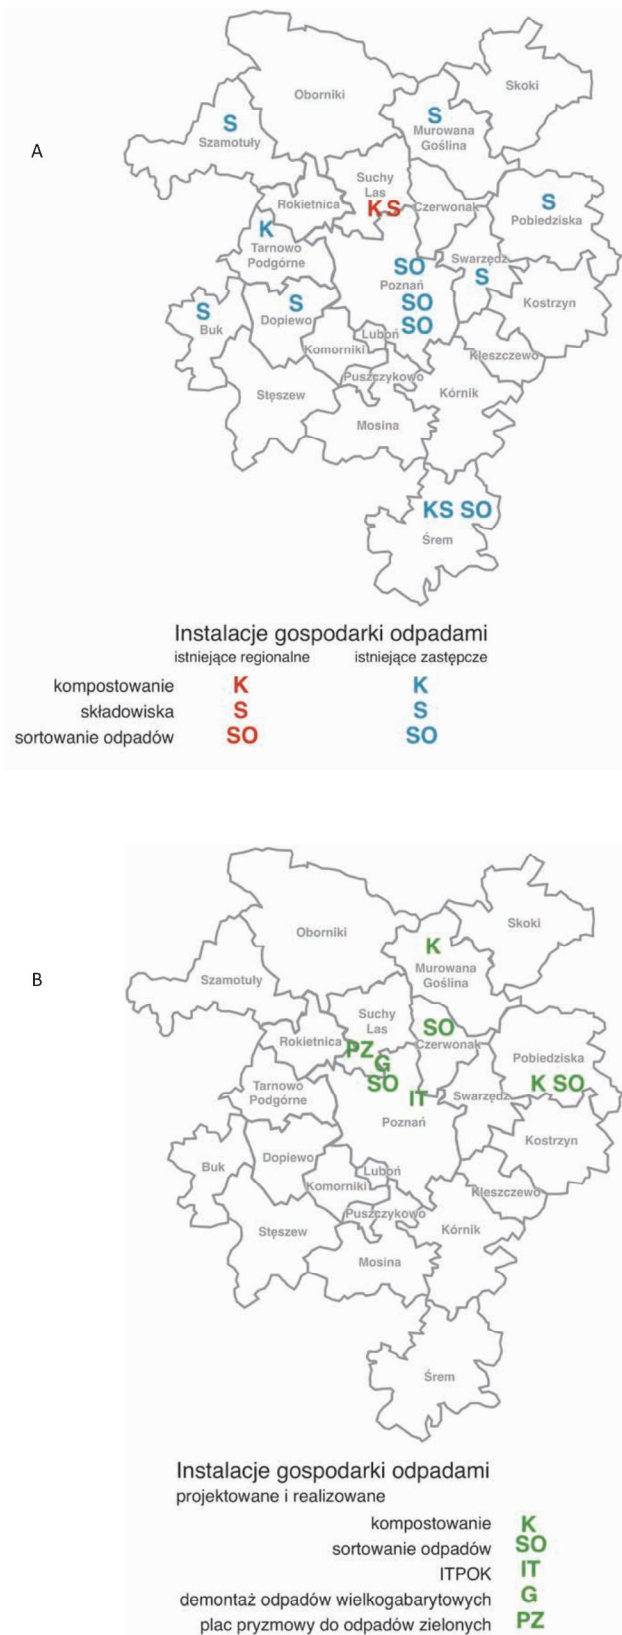 A
Oborniki
Skoki
S
Szamotuły
S
Murowana
Goślina
Suchy
Las
K S
Rokietnica
Czerwonak
S
Pobiedziska
K
Tarnowo
Podgórne
SO
Poznań
SO
SO
Swarzędz
S
Kostrzyn
S
Buk
S
Dopiewo
Luboń
Komorniki
Kleszczewo
Puszczykowo
Stęszew
Kórnik
Mosina
KS SO
Śrem
Instalacje gospodarki odpadami
istniejące regionalne istniejące zastępcze
kompostowanie K K
składowiska S S
sortowanie odpadów SO SO
B
Oborniki
Skoki
K
Murowana
Goślina
Szamotuły
Suchy
Las
SO
Czerwonak
Rokietnica
PZ
G
SO
IT
Poznań
Pobiedziska
K SO
Tarnowo
Podgórne
Swarzędz
Kostrzyn
Buk
Dopiewo
Luboń
Komorniki
Kleszczewo
Puszczykowo
Stęszew
Kórnik
Mosina
Śrem
Instalacje gospodarki odpadami
projektowane i realizowane
kompostowanie K
sortowanie odpadów SO
ITPOK IT
demontaż odpadów wielkogabarytowych G
plac pryzmowy do odpadów zielonych PZ